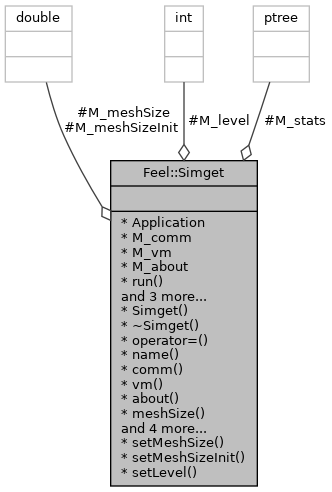 double
int
ptree
#M_meshSize
#M_meshSizeInit
#M_level
#M_stats
Feel::Simget
* Application
* M_comm
* M_vm
* M_about
* run()
and 3 more...
* Simget()
* ~Simget()
* operator=()
* name()
* comm()
* vm()
* about()
* meshSize()
and 4 more...
* setMeshSize()
* setMeshSizeInit()
* setLevel()